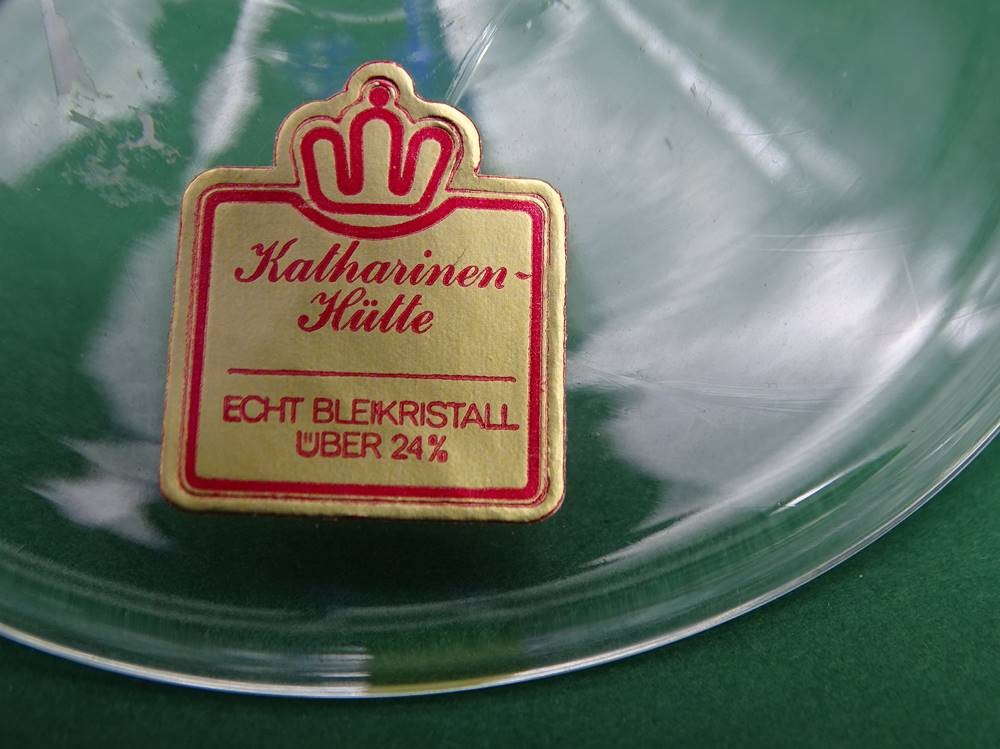 Katharinen-
Hütte
ECHT BLEIKRISTALL
ÜBER 24%